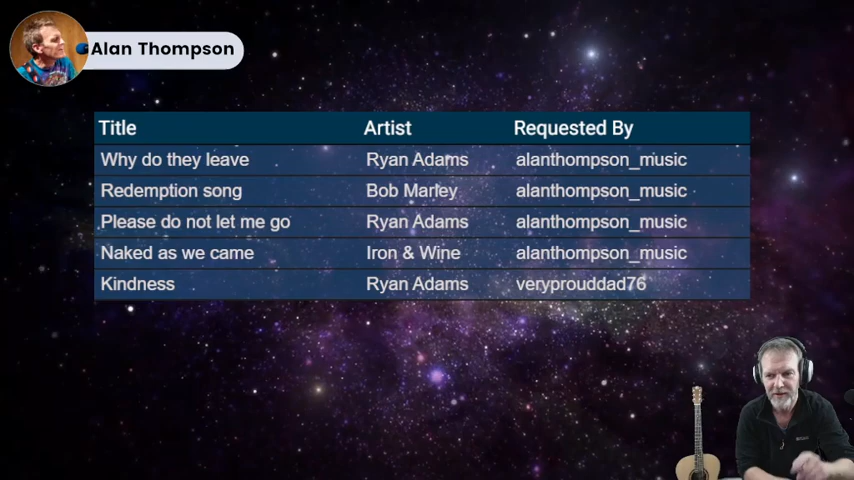 Alan Thompson
Title Artist Requested By
Why do they leave Ryan Adams alanthompson_music
Redemption song Bob Marley alanthompson_music
Please do not let me go Ryan Adams alanthompson_music
Naked as we came Iron & Wine alanthompson_music
Kindness Ryan Adams veryprouddad76